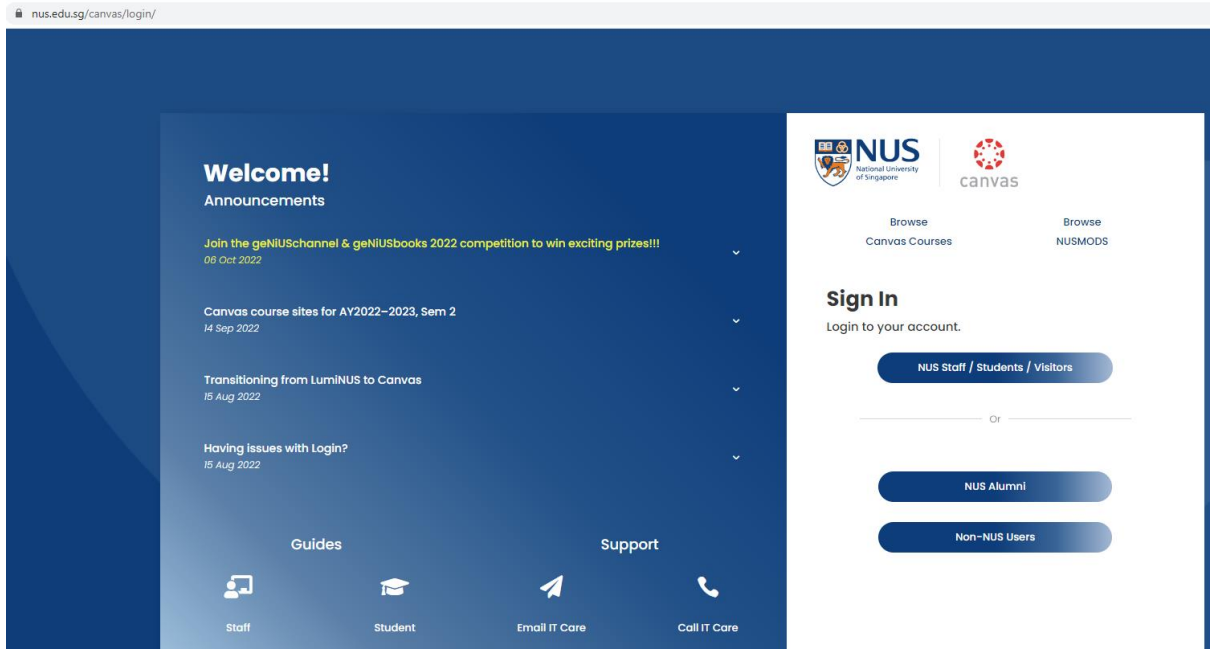 nus.edu.sg/canvas/login/
Welcome!
Announcements
Join the geNiUSchannel & geNiUSbooks 2022 competition to win exciting prizes!!!
06 Oct 2022
Canvas course sites for AY2022–2023, Sem 2
14 Sep 2022
Transitioning from LumiNUS to Canvas
15 Aug 2022
Having issues with Login?
15 Aug 2022
Guides
Support
Staff
Student
Email IT Care
Call IT Care
NUS
National University
of Singapore
canvas
Browse
Canvas Courses
Browse
NUSMODS
Sign In
Login to your account.
NUS Staff / Students / Visitors
Or
NUS Alumni
Non-NUS Users